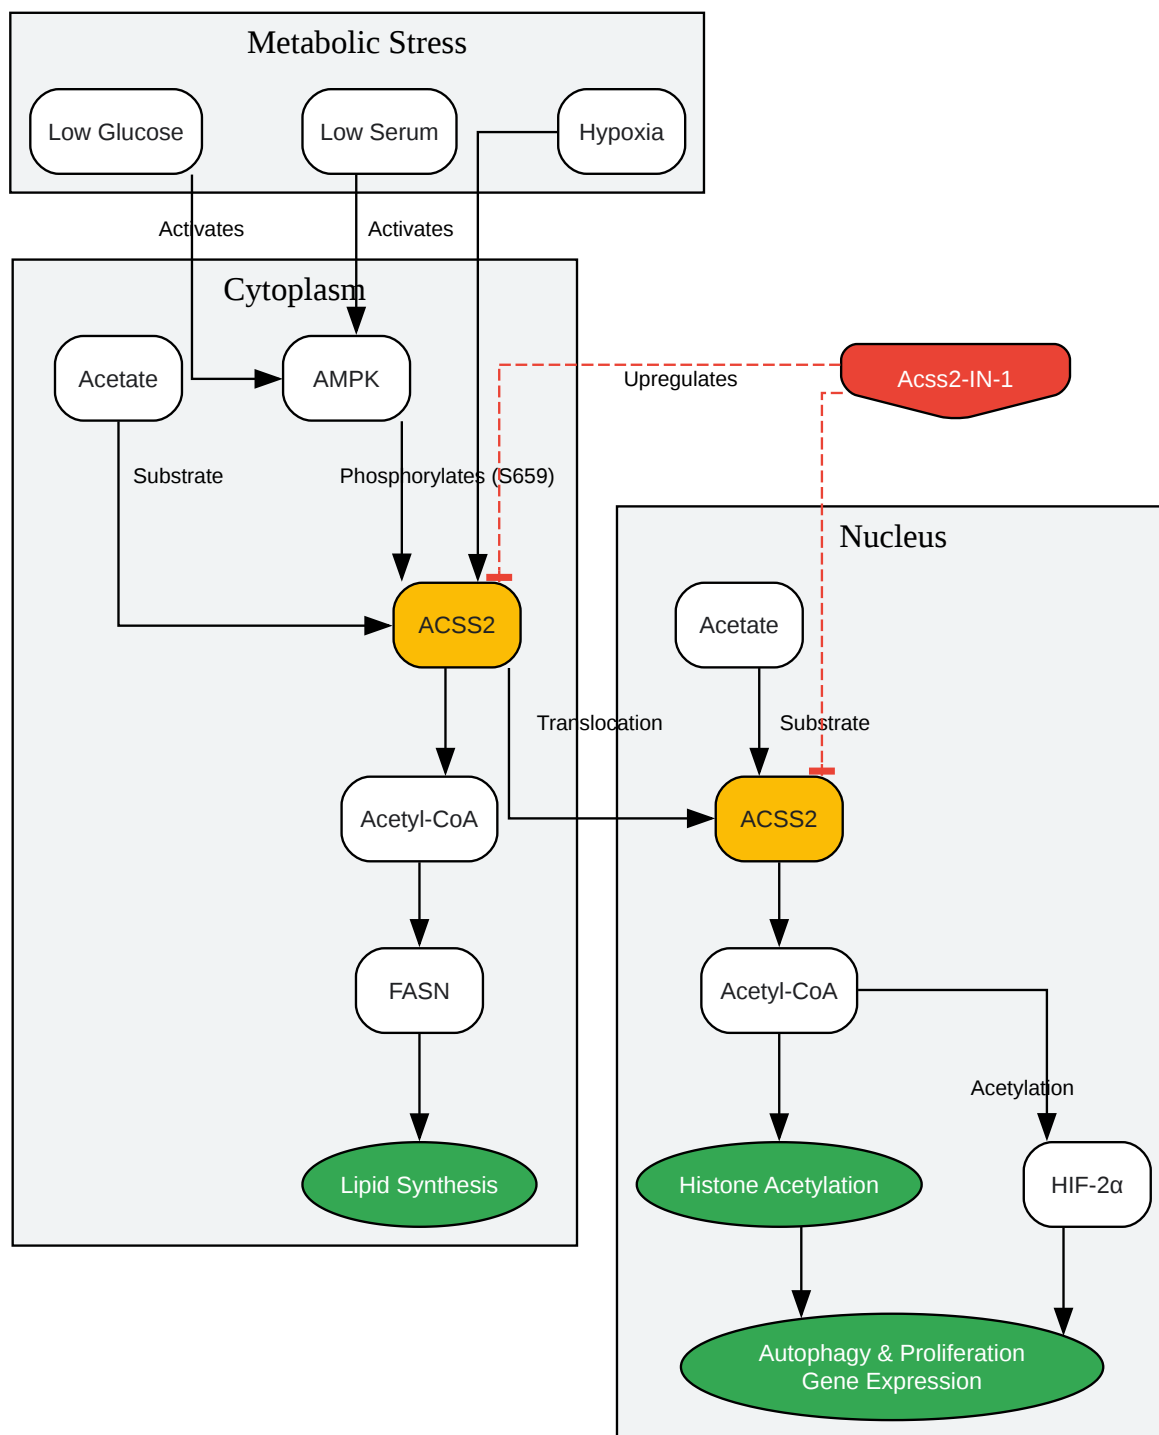 Metabolic Stress
Low Glucose
Low Serum
Hypoxia
Activates
Activates
Cytoplasm
Acetate
AMPK
Upregulates
Acss2-IN-1
Substrate
Phosphorylates (S659)
Nucleus
ACSS2
Acetate
Translocation
Substrate
Acetyl-CoA
ACSS2
FASN
Acetyl-CoA
Acetylation
Lipid Synthesis
Histone Acetylation
HIF-2α
Autophagy & Proliferation
Gene Expression